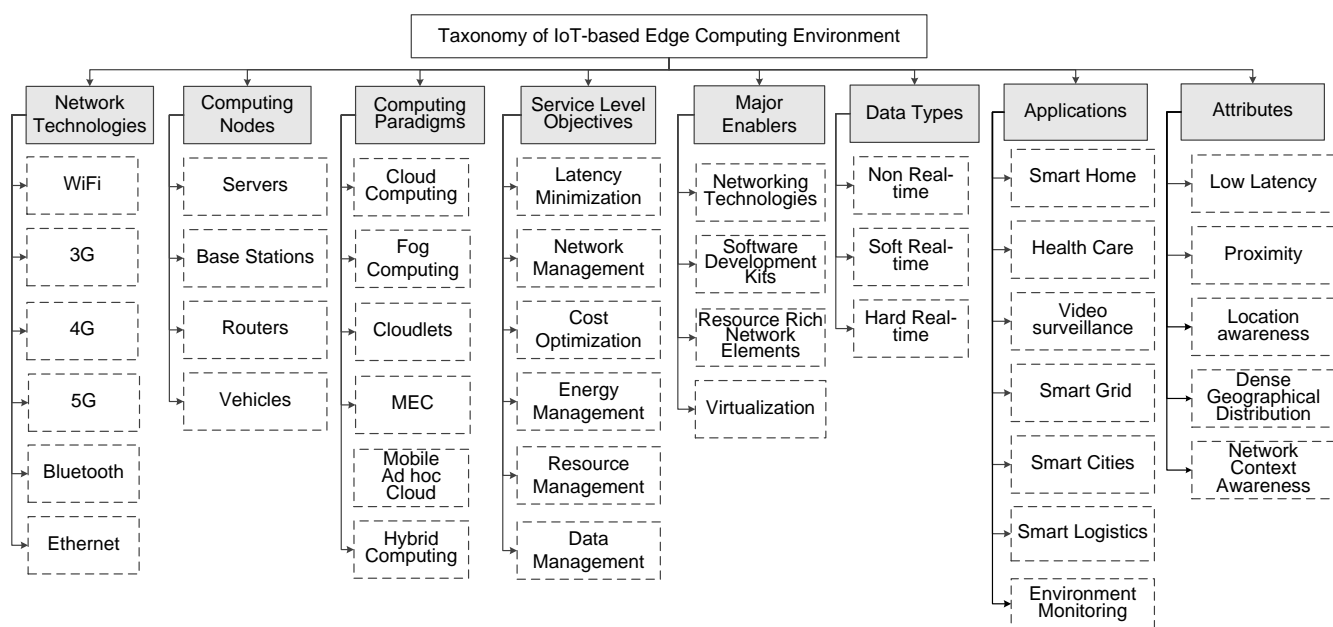 Taxonomy of IoT-based Edge Computing Environment
Network
Technologies
WiFi
3G
4G
5G
Bluetooth
Ethernet
Computing
Nodes
Servers
Base Stations
Routers
Vehicles
Computing
Paradigms
Cloud
Computing
Fog
Computing
Cloudlets
MEC
Mobile
Ad hoc
Cloud
Hybrid
Computing
Service Level
Objectives
Latency
Minimization
Network
Management
Cost
Optimization
Energy
Management
Resource
Management
Data
Management
Major
Enablers
Networking
Technologies
Software
Development
Kits
Resource Rich
Network
Elements
Virtualization
Data Types
Non Real-
time
Soft Real-
time
Hard Real-
time
Applications
Smart Home
Health Care
Video
surveillance
Smart Grid
Smart Cities
Smart Logistics
Environment
Monitoring
Attributes
Low Latency
Proximity
Location
awareness
Dense
Geographical
Distribution
Network
Context
Awareness